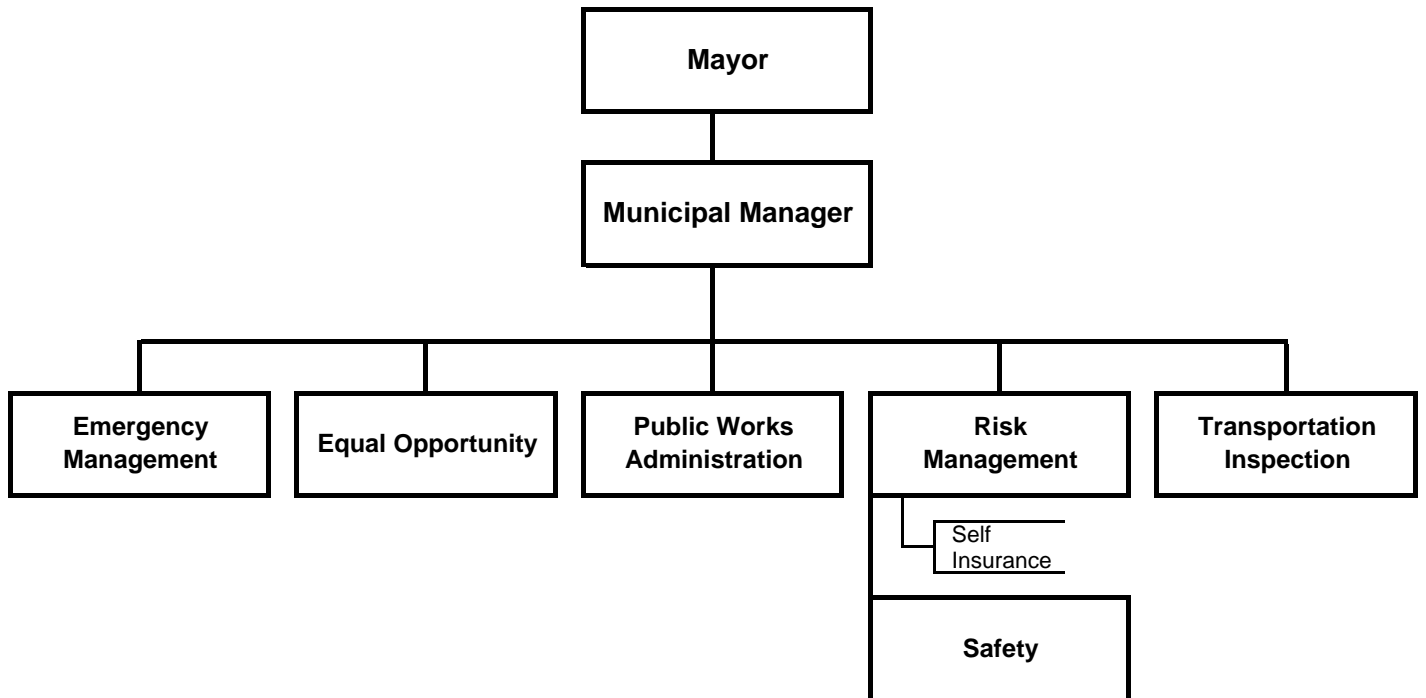 Mayor
Municipal Manager
Emergency
Management
Equal Opportunity
Public Works
Administration
Risk
Management
Transportation
Inspection
Self
Insurance
Safety